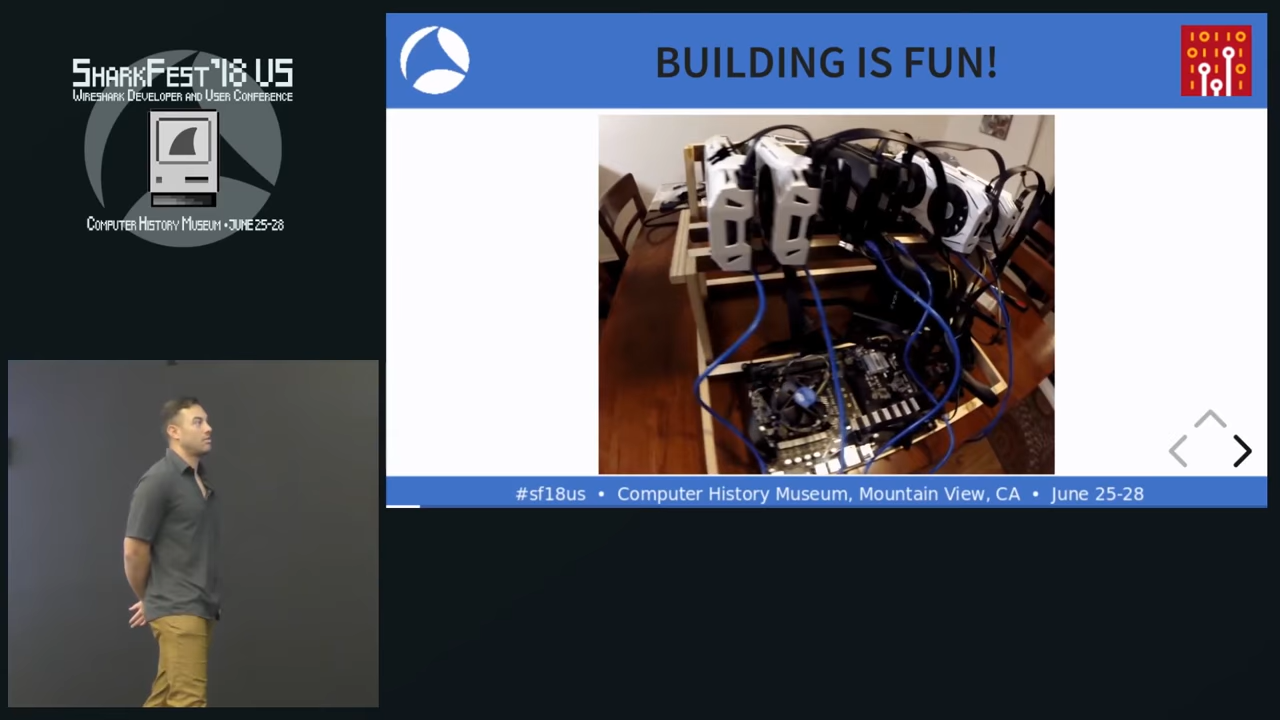 SHARKFEST'18 US
WIRESHARK DEVELOPER AND USER CONFERENCE
COMPUTER HISTORY MUSEUM • JUNE 25-28
BUILDING IS FUN!
#sf18us • Computer History Museum, Mountain View, CA • June 25-28